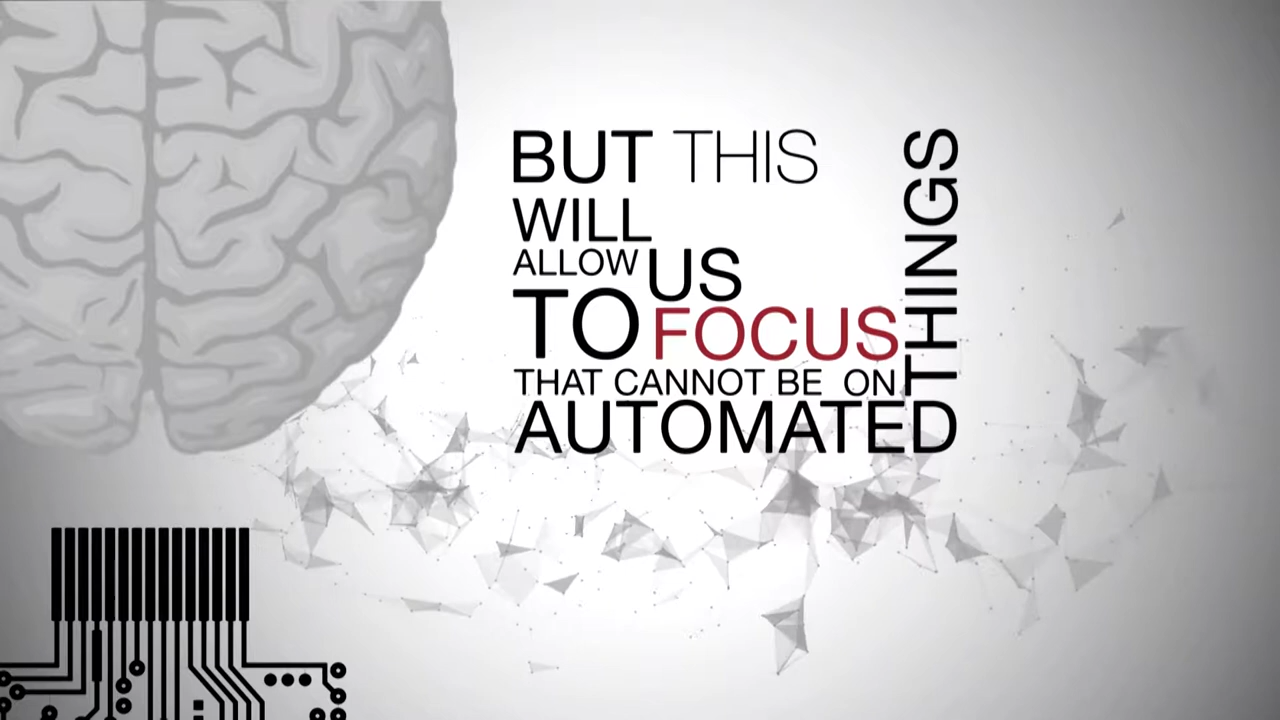 BUT THIS
WILL
ALLOW US
TO FOCUS
THAT CANNOT BE ON
AUTOMATED
THINGS